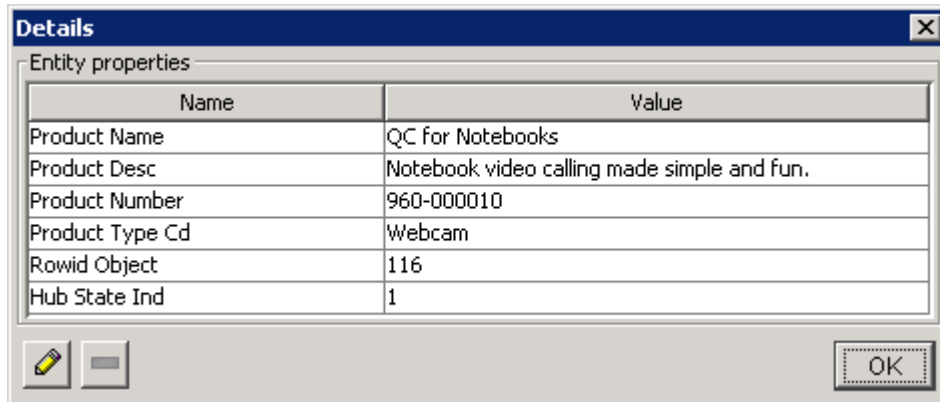 Details
Entity properties
Name Value
Product Name QC for Notebooks
Product Desc Notebook video calling made simple and fun.
Product Number 960-000010
Product Type Cd Webcam
Rowid Object 116
Hub State Ind 1
OK